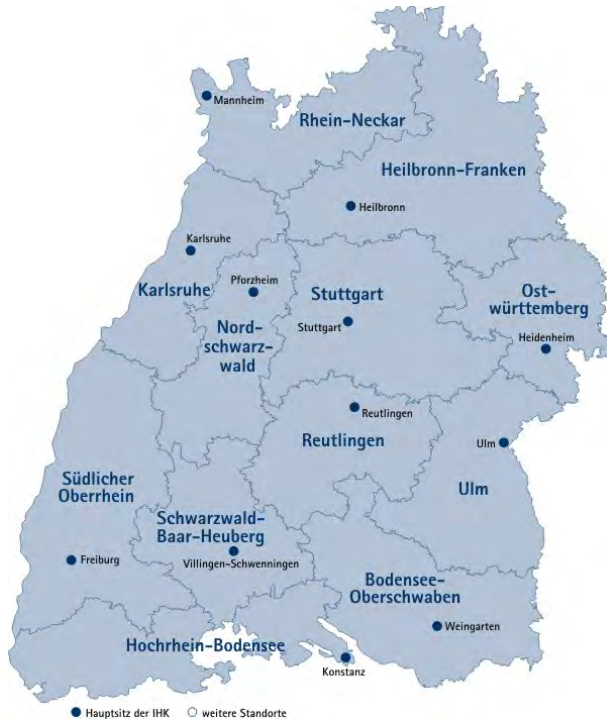 Mannheim
Rhein-Neckar
Heilbronn-Franken
Heilbronn
Karlsruhe
Karlsruhe
Pforzheim
Nord-
schwarz-
wald
Stuttgart
Stuttgart
Ost-
württemberg
Heidenheim
Reutlingen
Reutlingen
Ulm
Ulm
Südlicher
Oberrhein
Freiburg
Schwarzwald-
Baar-Heuberg
Villingen-Schwenningen
Bodensee-
Oberschwaben
Weingarten
Hochrhein-Bodensee
Konstanz
Hauptsitz der IHK
weitere Standorte